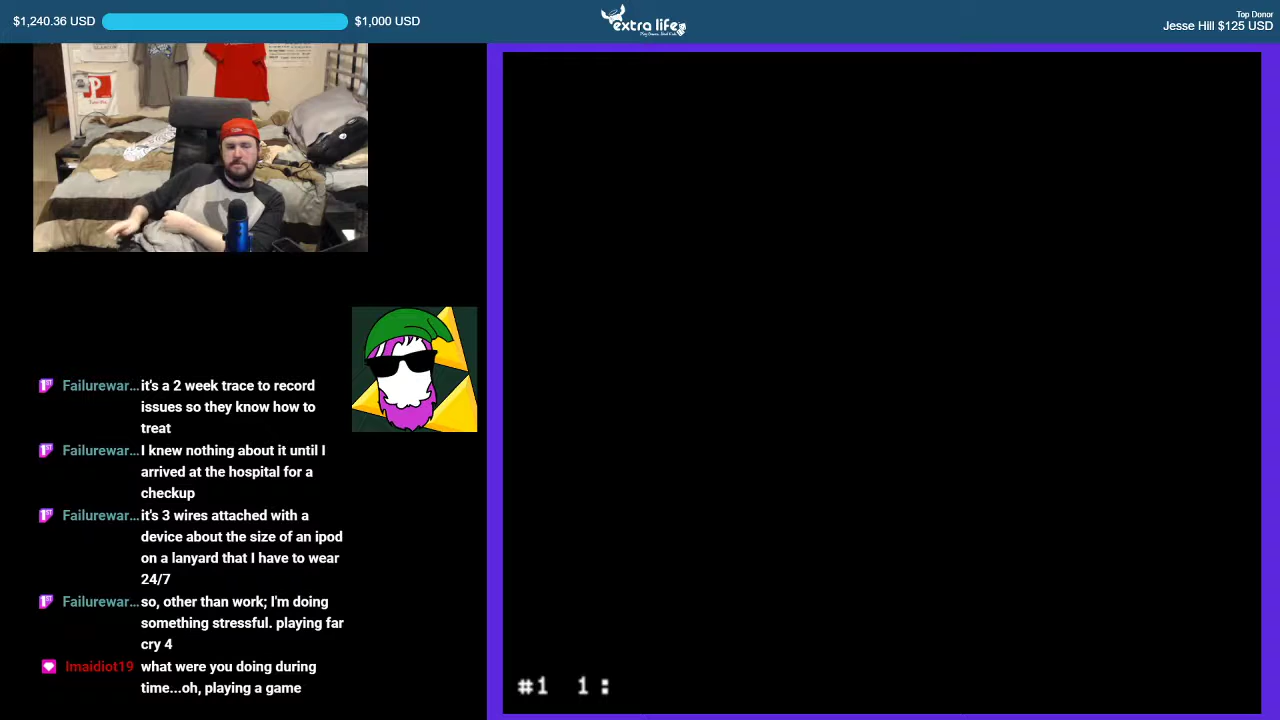 $1,240.36 USD
$1,000 USD
extra life
Top Donor
Jesse Hill $125 USD
Failurewar... it's a 2 week trace to record
issues so they know how to
treat
Failurewar... I knew nothing about it until I
arrived at the hospital for a
checkup
Failurewar... it's 3 wires attached with a
device about the size of an ipod
on a lanyard that I have to wear
24/7
Failurewar... so, other than work; I'm doing
something stressful. playing far
cry 4
Imaidiot19 what were you doing during
time...oh, playing a game
#1 1: